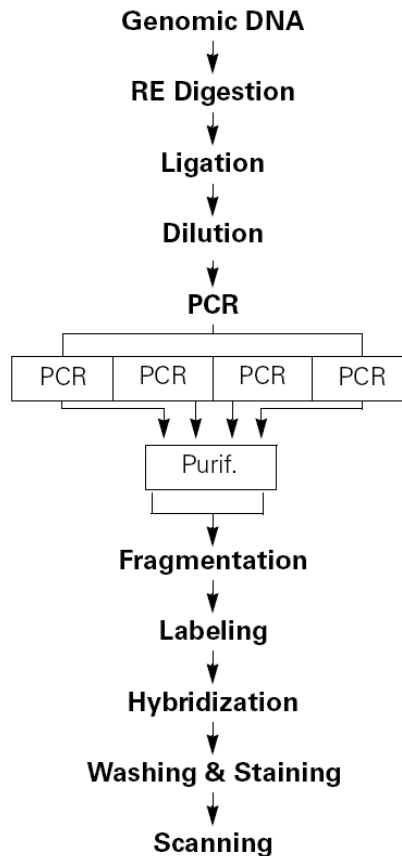 Genomic DNA
RE Digestion
Ligation
Dilution
PCR
PCR PCR PCR PCR
Purif.
Fragmentation
Labeling
Hybridization
Washing & Staining
Scanning